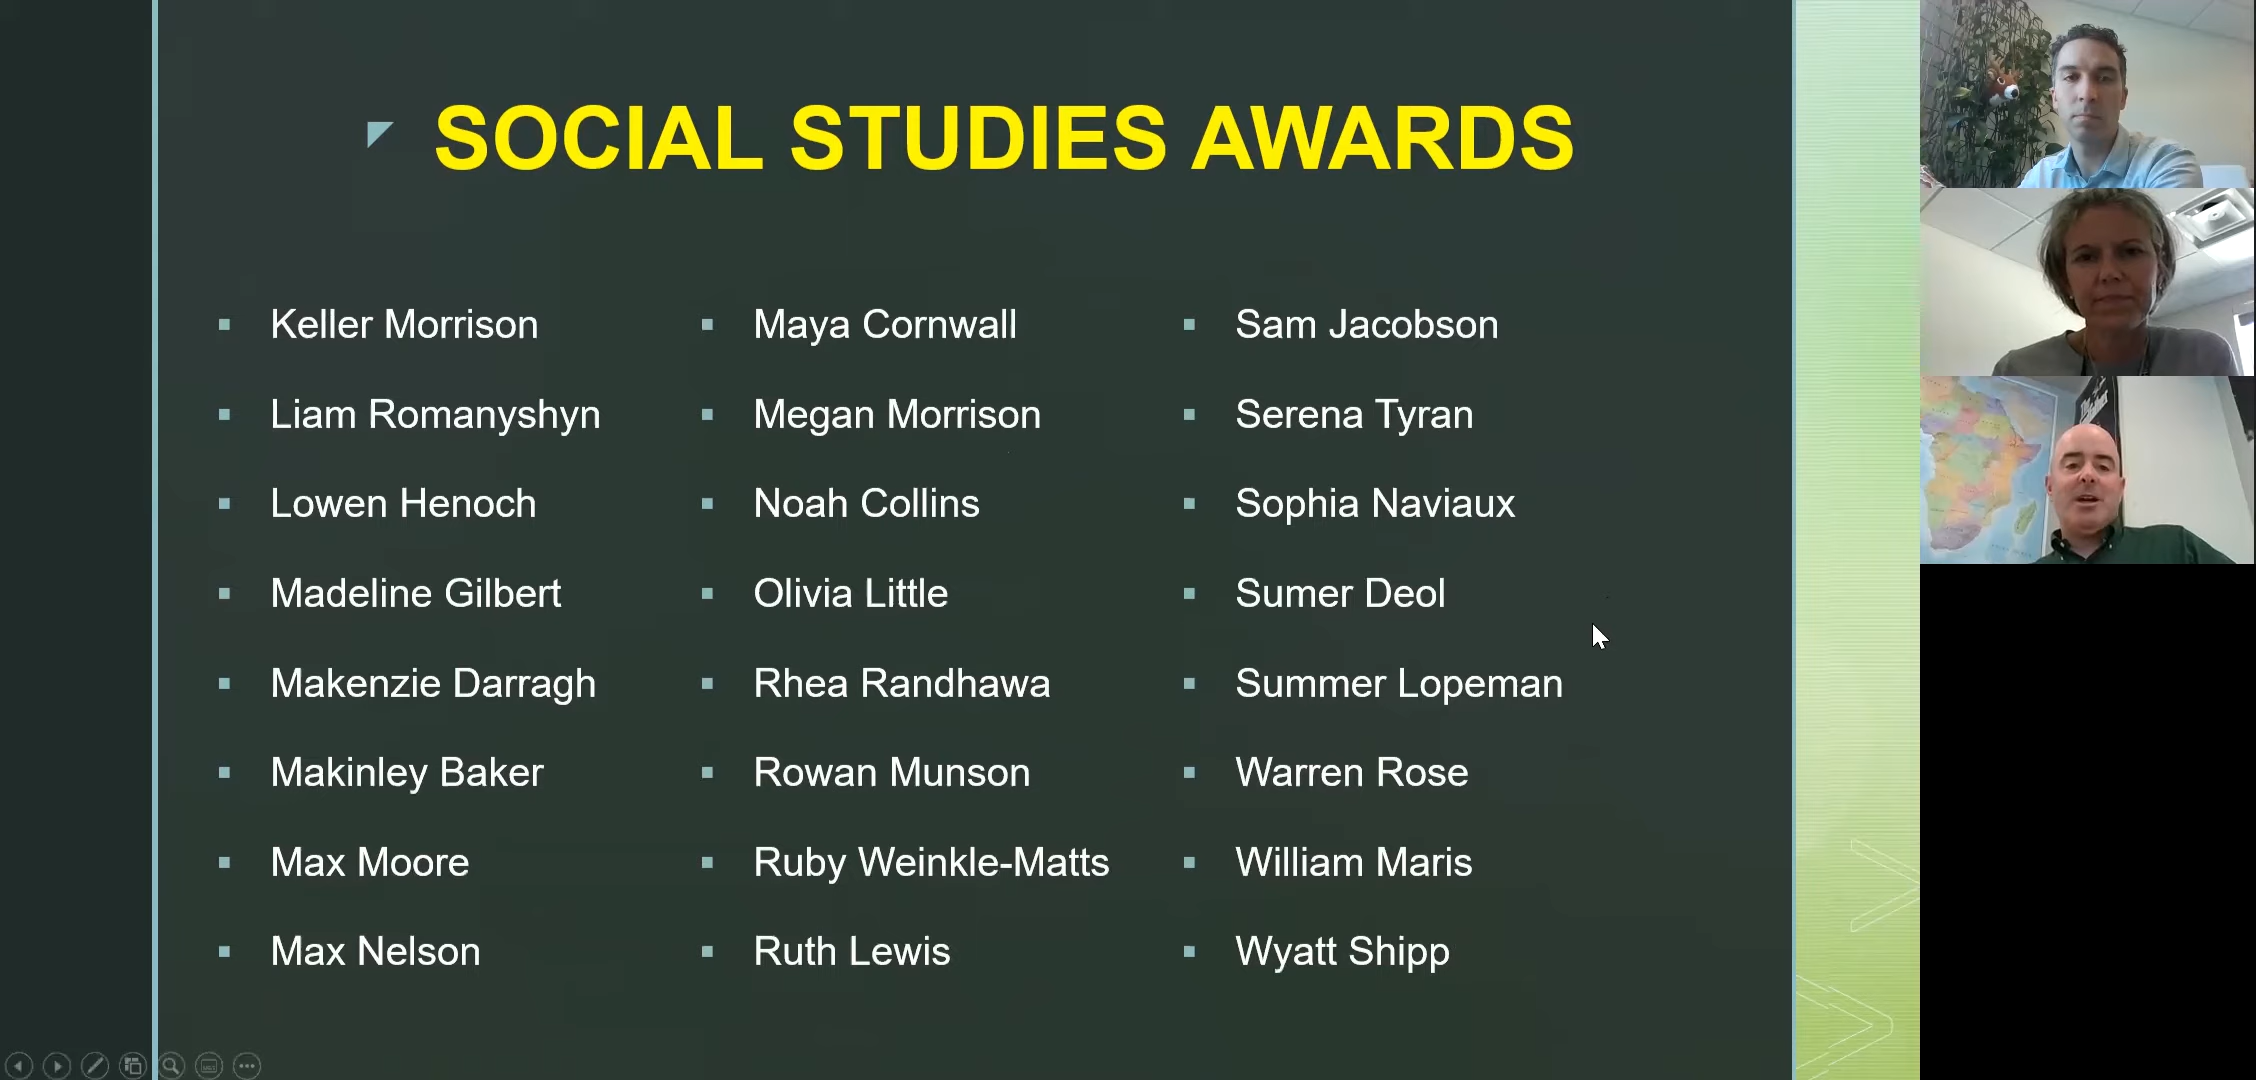 SOCIAL STUDIES AWARDS
Keller Morrison
Liam Romanyshyn
Lowen Henoch
Madeline Gilbert
Makenzie Darragh
Makinley Baker
Max Moore
Max Nelson
Maya Cornwall
Megan Morrison
Noah Collins
Olivia Little
Rhea Randhawa
Rowan Munson
Ruby Weinkle-Matts
Ruth Lewis
Sam Jacobson
Serena Tyran
Sophia Naviaux
Sumer Deol
Summer Lopeman
Warren Rose
William Maris
Wyatt Shipp